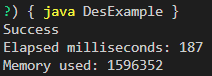 ?) { java DesExample }
Success
Elapsed milliseconds: 187
Memory used: 1596352